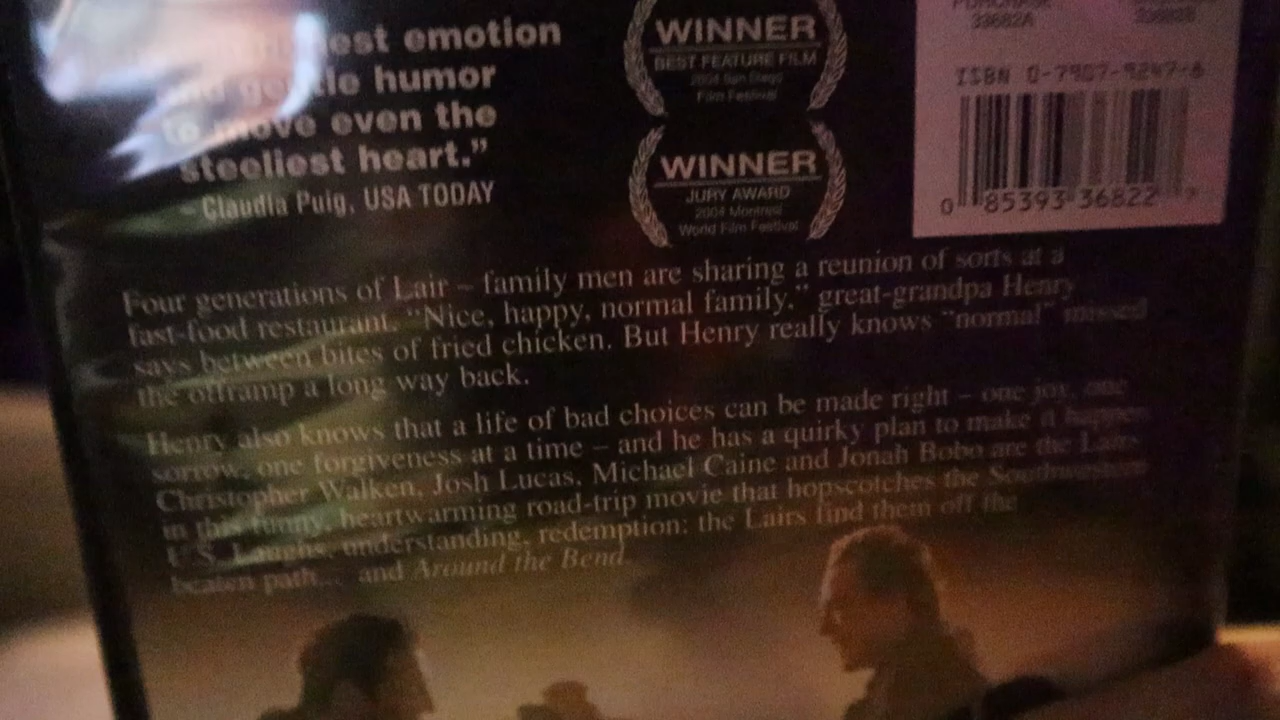 est emotion
humor
to move even the
steeliest heart."
- Claudia Puig, USA TODAY
WINNER
BEST FEATURE FILM
2004 San Diego
Film Festival
WINNER
JURY AWARD
2004 Montreal
World Film Festival
33682A
ISBN 0-7907-9247-6
0 85393 36822
Four generations of Lair – family men are sharing a reunion of sorts at a
fast-food restaurant. "Nice, happy, normal family," great-grandpa Henry
says between bites of fried chicken. But Henry really knows "normal" missed
the offramp a long way back.
Henry also knows that a life of bad choices can be made right – one joy, one
sorrow, one forgiveness at a time – and he has a quirky plan to make it happen.
Christopher Walken, Josh Lucas, Michael Caine and Jonah Bobo are the Lairs
in this funny, heartwarming road-trip movie that hopscotches the Southwestern
U.S. Laughs, understanding, redemption: the Lairs find them off the
beaten path... and Around the Bend.